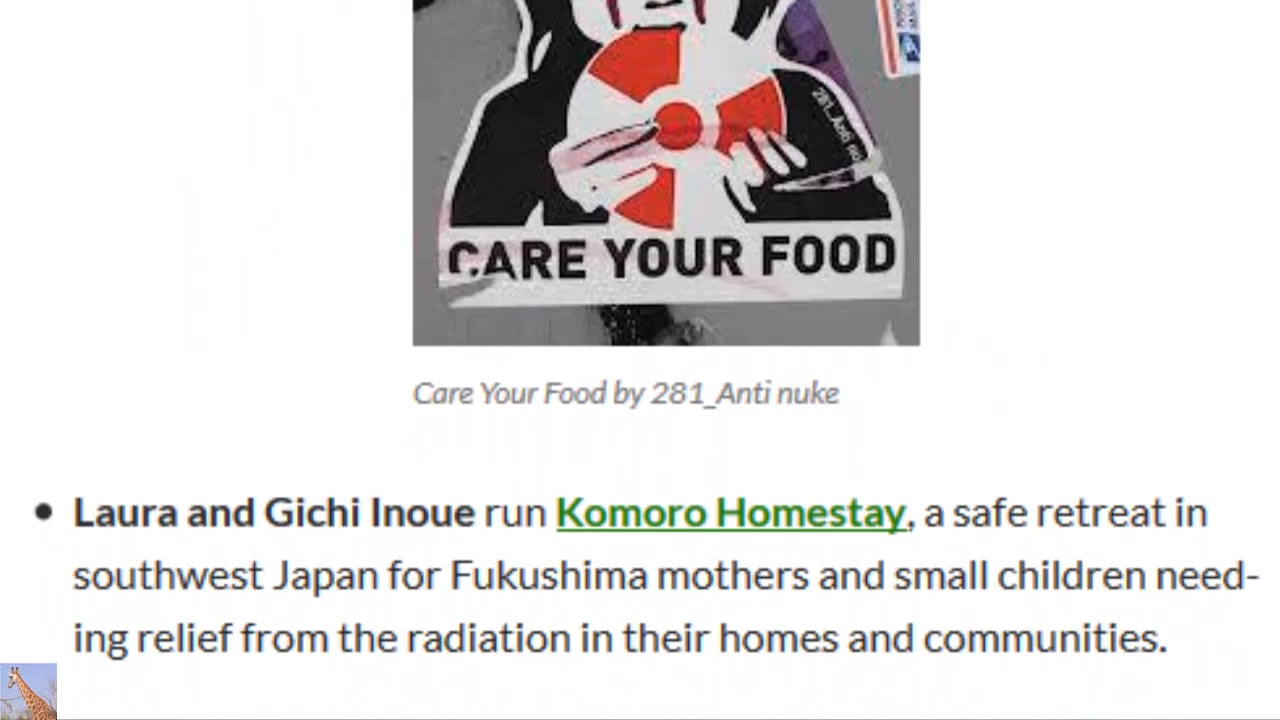 281_Anti nu
CARE YOUR FOOD
Care Your Food by 281_Anti nuke
Laura and Gichi Inoue run Komoro Homestay, a safe retreat in
southwest Japan for Fukushima mothers and small children need-
ing relief from the radiation in their homes and communities.